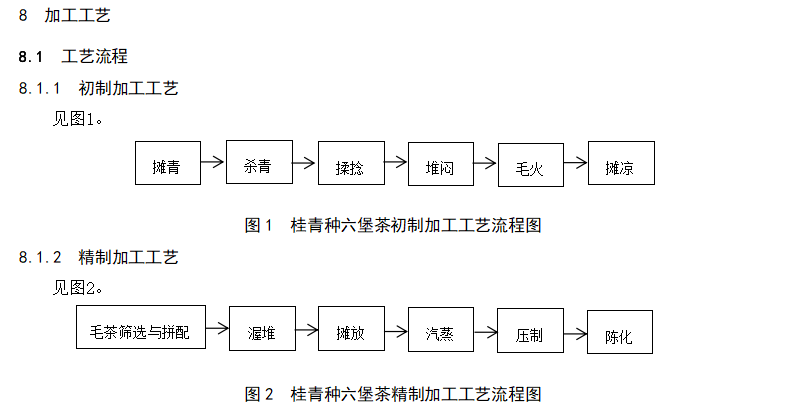 8 加工工艺
8.1 工艺流程
8.1.1 初制加工工艺
见图1。
摊青 杀青 揉捻 堆闷 毛火 摊凉
图1 桂青种六堡茶初制加工工艺流程图
8.1.2 精制加工工艺
见图2。
毛茶筛选与拼配 渥堆 摊放 汽蒸 压制 陈化
图2 桂青种六堡茶精制加工工艺流程图